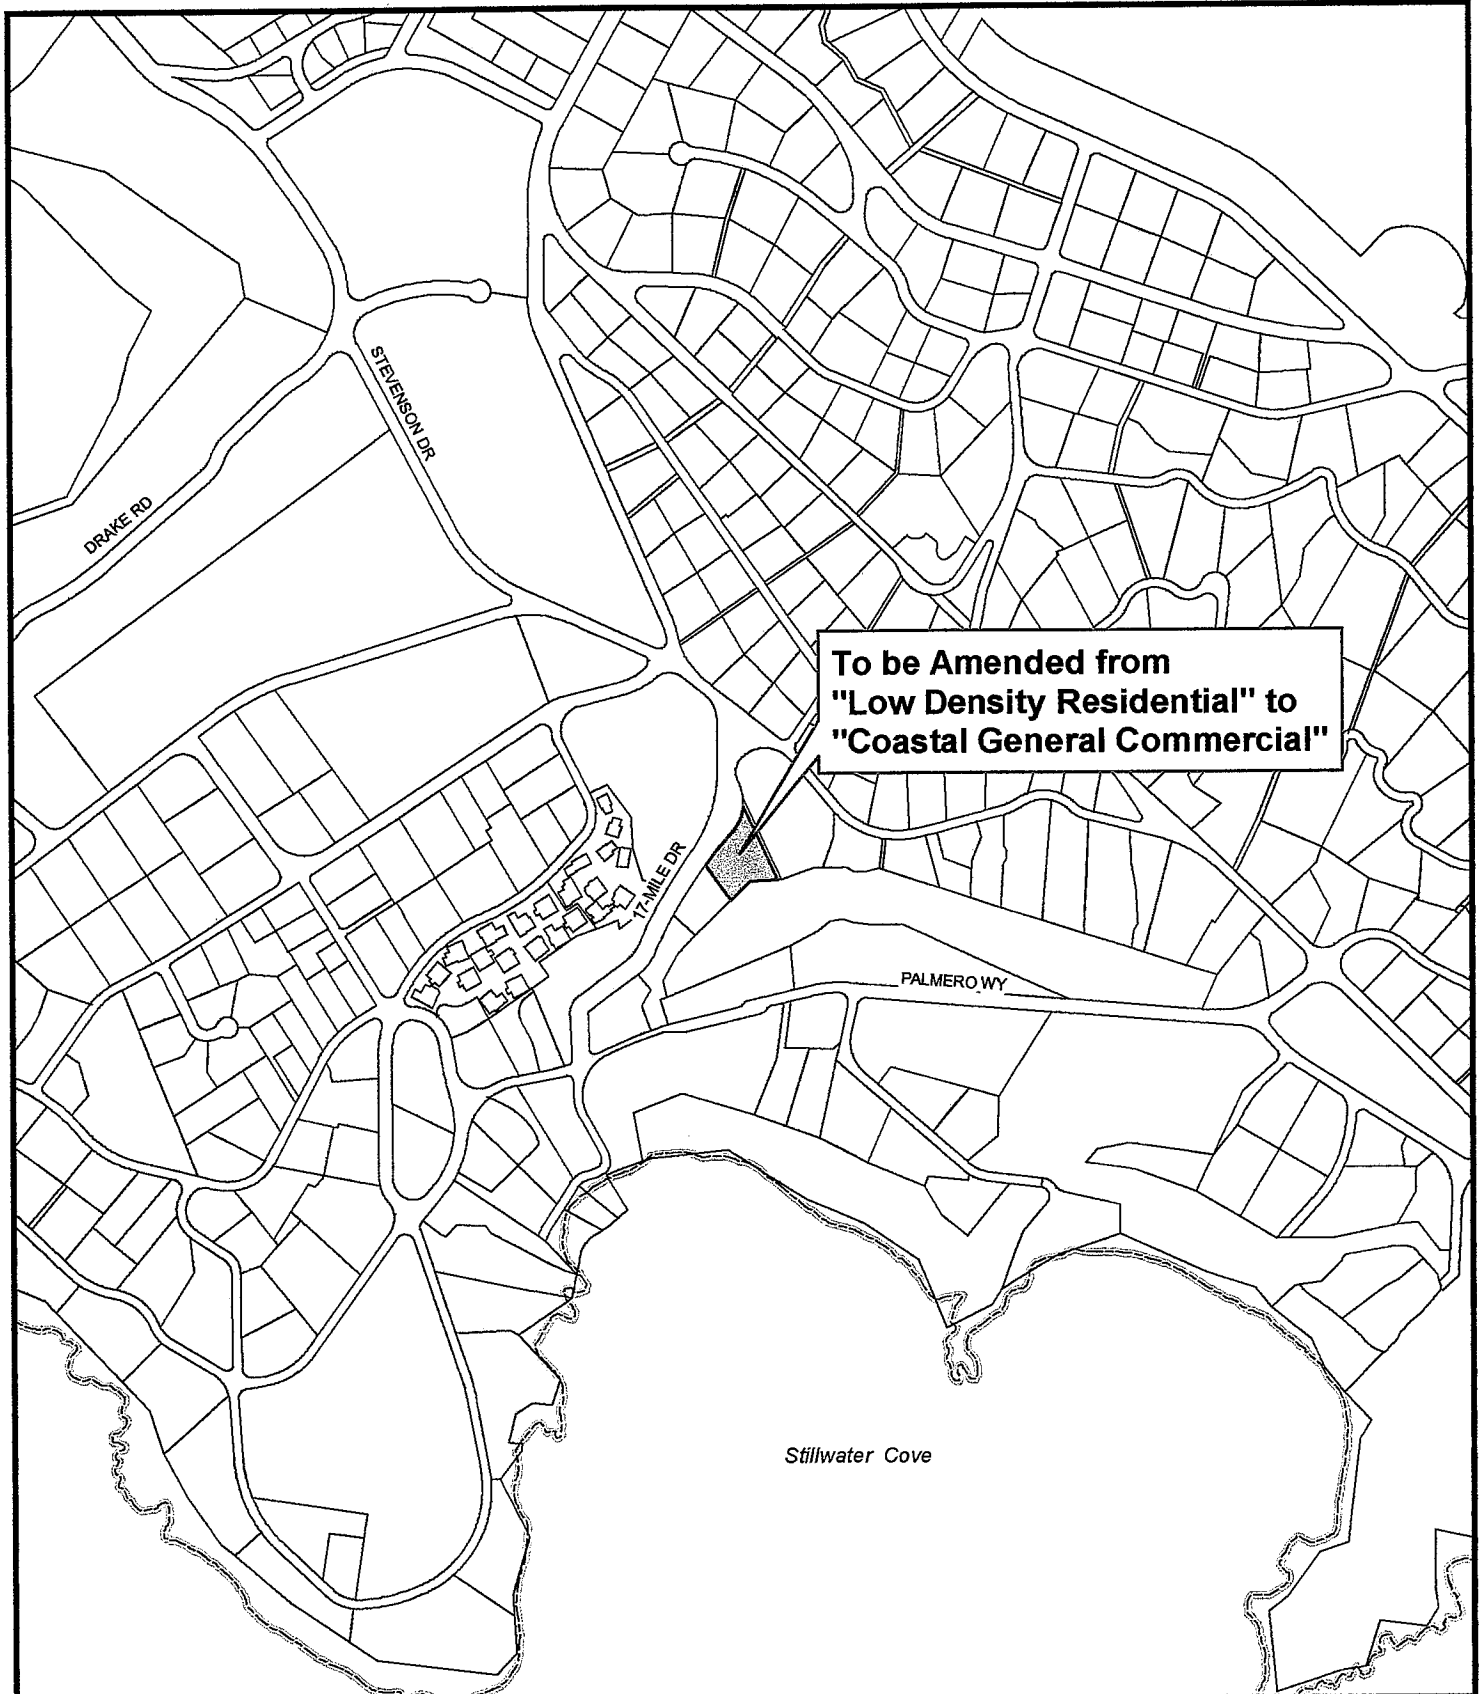 STEVENSON DR
DRAKE RD
To be Amended from
"Low Density Residential" to
"Coastal General Commercial"
17-MILE DR
PALMERO WY
Stillwater Cove